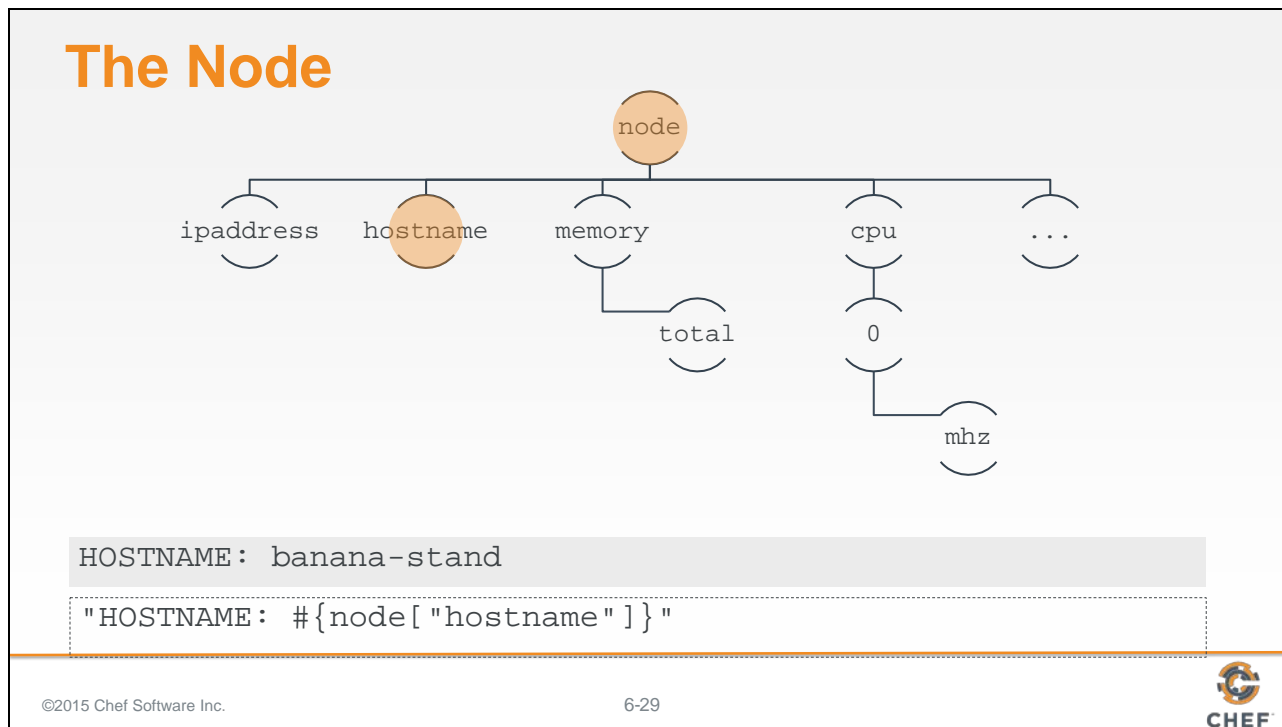 The Node
node
ipaddress hostname memory cpu ...
total 0
mhz
HOSTNAME: banana-stand
"HOSTNAME: #{node["hostname"]}"
©2015 Chef Software Inc. 6-29
CHEF